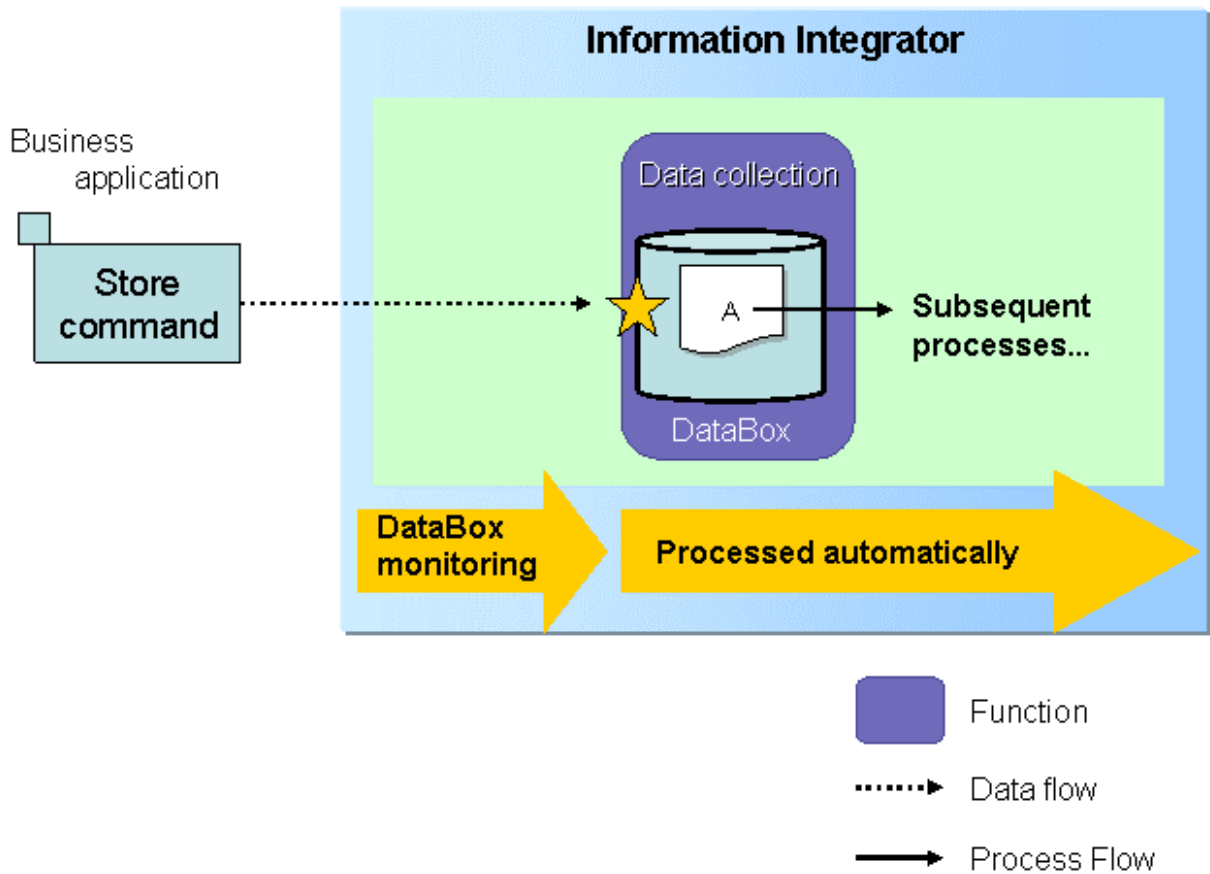 Information Integrator
Business
application
Store
command
Data collection
A
DataBox
Subsequent
processes...
DataBox
monitoring
Processed automatically
Function
Data flow
Process Flow